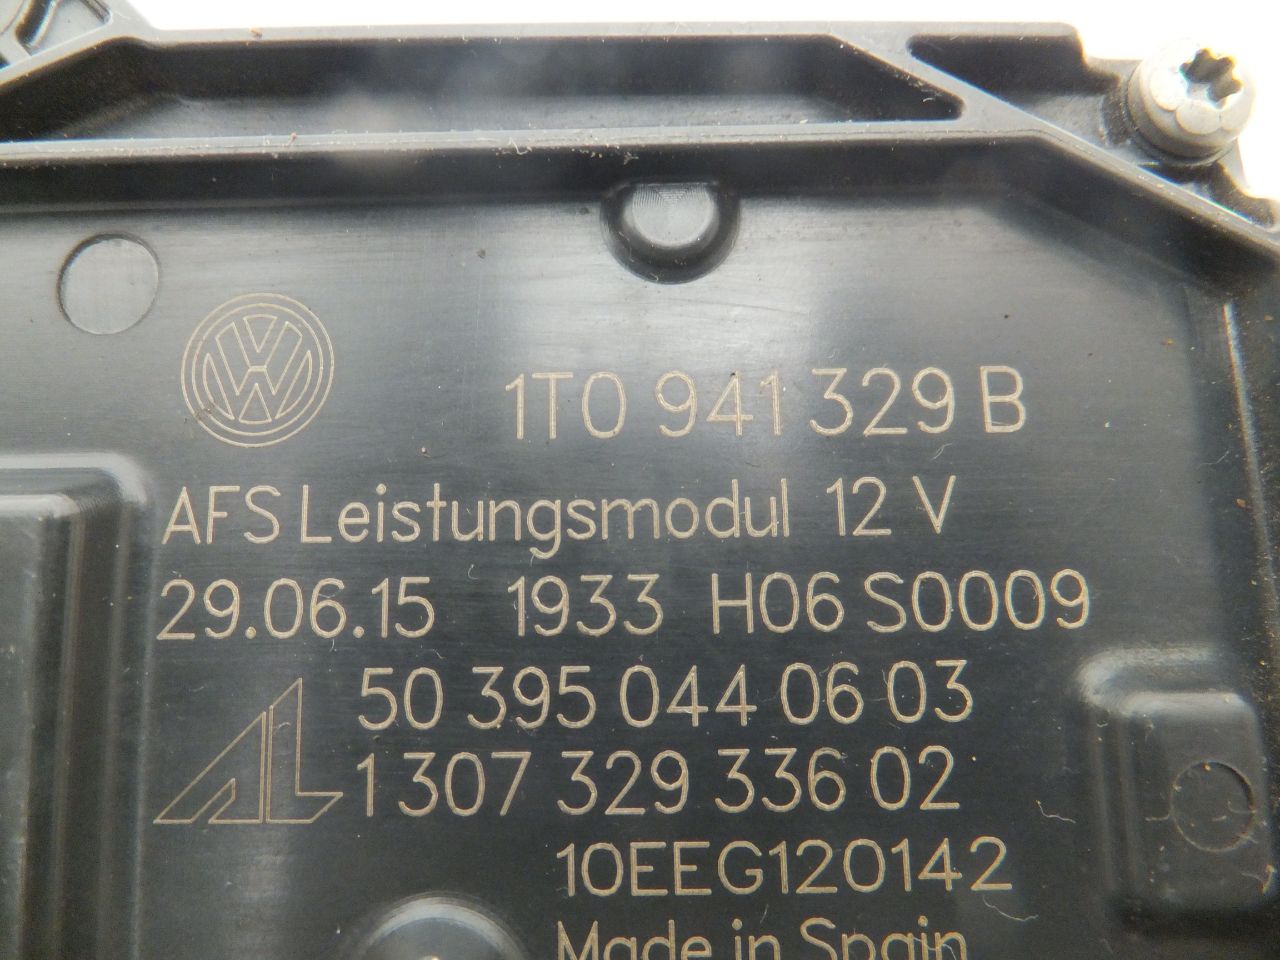 1T0 941 329 B
AFS Leistungsmodul 12 V
29.06.15 1933 H06 S0009
50 395 044 06 03
AL
1 307 329 336 02
10EEG120142
Made in Spain